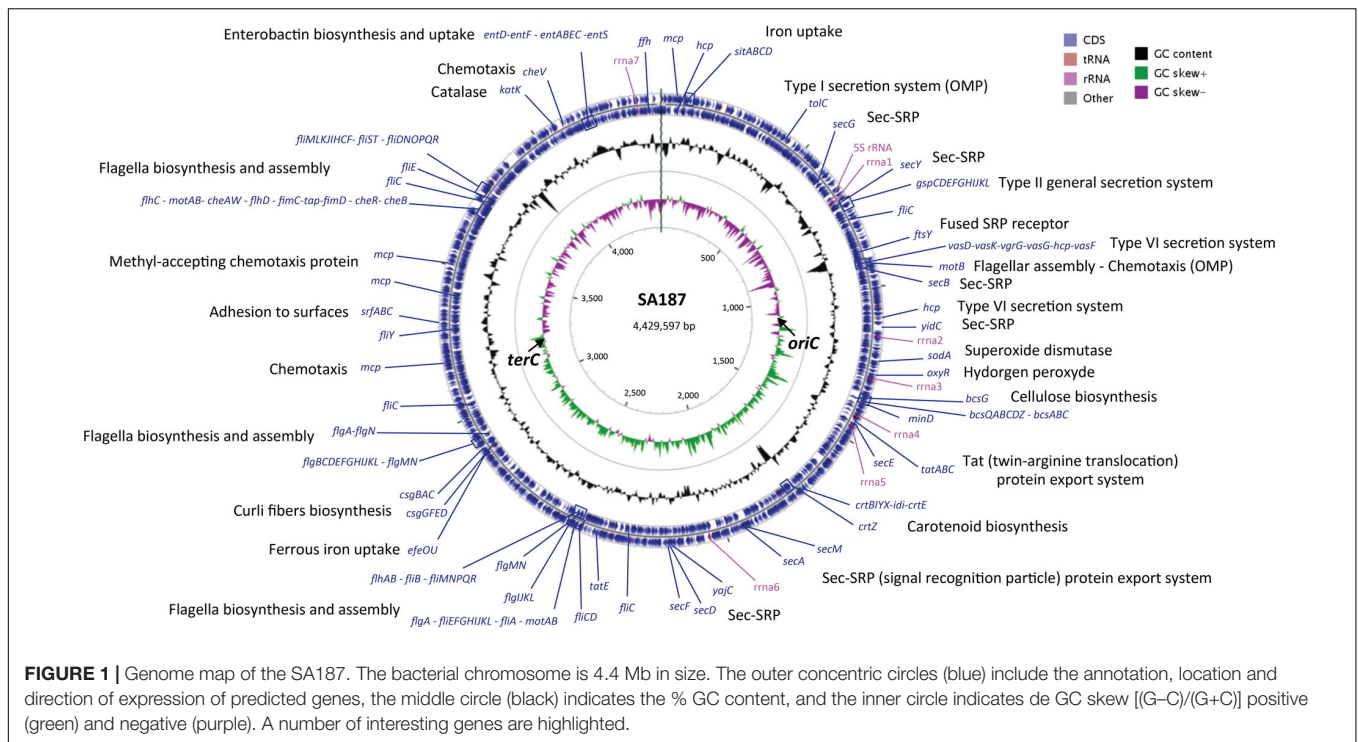 Enterobactin biosynthesis and uptake entD-entF - entABEC -entS
ffh
mcp
hcp
Iron uptake
sitABCD
rrna7
Chemotaxis cheV
Catalase katK
Type I secretion system (OMP)
tolC
secG Sec-SRP
CDS
tRNA
rRNA
Other
GC content
GC skew+
GC skew−
fliMLKJIHCF- fliST - fliDNOPQR
Flagella biosynthesis and assembly
fliE
fliC
flhC - motAB- cheAW - flhD - fimC-tap-fimD - cheR- cheB
5S rRNA
rrna1
secY Sec-SRP
gspCDEFGHIJKL Type II general secretion system
fliC
Fused SRP receptor
ftsY
vasD-vasK-vgrG-vasG-hcp-vasF Type VI secretion system
motB Flagellar assembly - Chemotaxis (OMP)
secB Sec-SRP
hcp Type VI secretion system
yidC Sec-SRP
rrna2
sodA Superoxide dismutase
oxyR Hydorgen peroxyde
rrna3
bcsG Cellulose biosynthesis
bcsQABCDZ - bcsABC
minD
rrna4
tatABC
secE
rrna5
Tat (twin-arginine translocation)
protein export system
crtBIYX-idi-crtE
crtZ Carotenoid biosynthesis
secM
secA
Sec-SRP (signal recognition particle) protein export system
rrna6
yajC
Sec-SRP
secD
secF
fliC
tatE
fliCD
flgA - fliEFGHIJKL - fliA - motAB
Flagella biosynthesis and assembly
flgIJKL
flgMN
flhAB - fliB - fliMNPQR
Ferrous iron uptake efeOU
Curli fibers biosynthesis csgGFED
csgBAC
flgBCDEFGHIJKL - flgMN
Flagella biosynthesis and assembly
flgA-flgN
fliC
Chemotaxis mcp
fliY
Adhesion to surfaces srfABC
mcp
Methyl-accepting chemotaxis protein mcp
SA187
4,429,597 bp
oriC
terC
500
1,000
1,500
2,000
2,500
3,000
3,500
4,000
FIGURE 1 | Genome map of the SA187. The bacterial chromosome is 4.4 Mb in size. The outer concentric circles (blue) include the annotation, location and
direction of expression of predicted genes, the middle circle (black) indicates the % GC content, and the inner circle indicates de GC skew [(G–C)/(G+C)] positive
(green) and negative (purple). A number of interesting genes are highlighted.